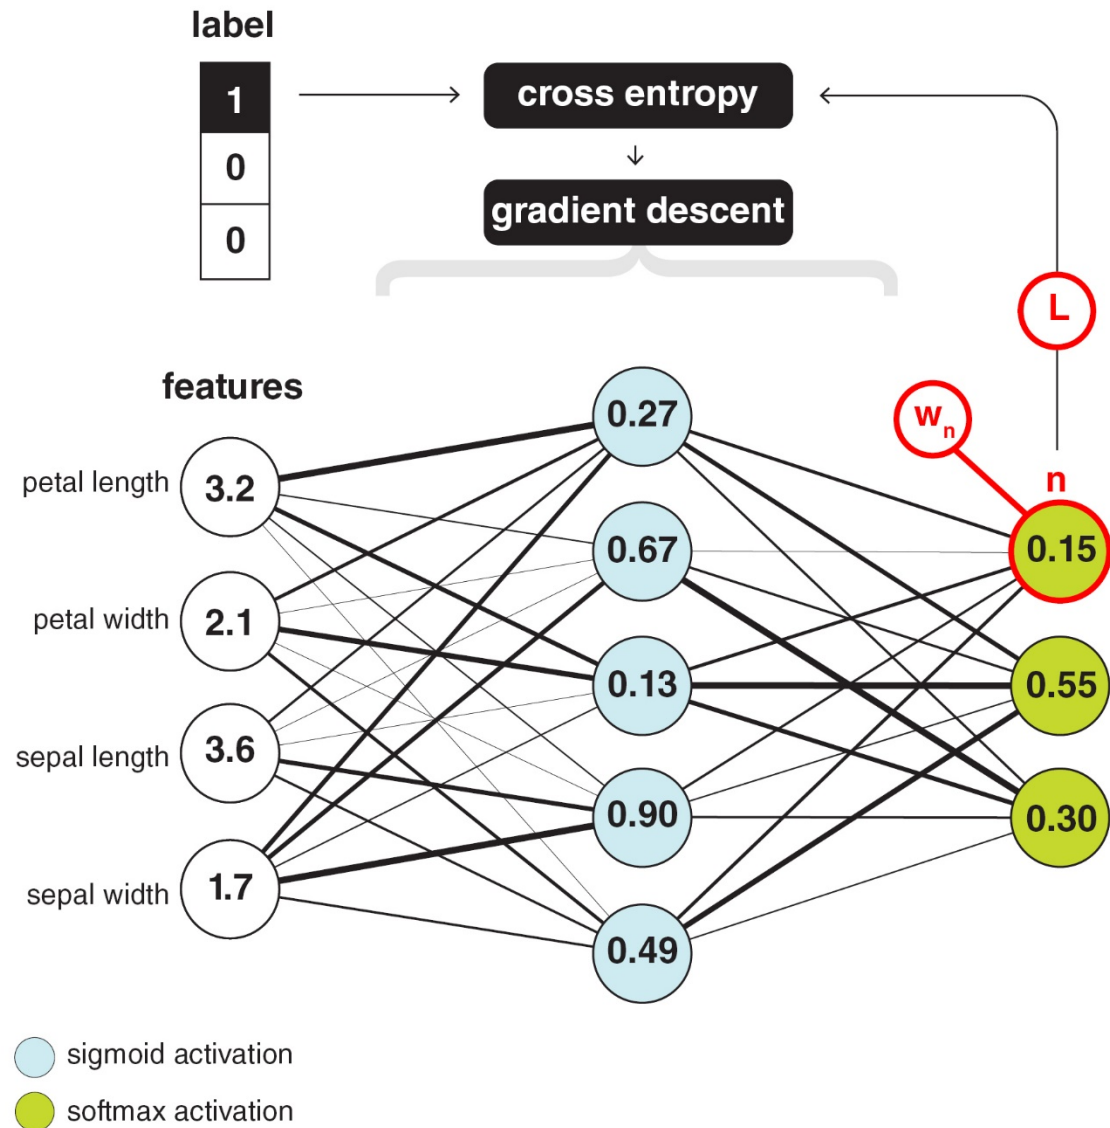 label
1
0
0
cross entropy
gradient descent
L
features
wn
n
petal length
3.2
petal width
2.1
sepal length
3.6
sepal width
1.7
0.27
0.67
0.13
0.90
0.49
0.15
0.55
0.30
sigmoid activation
softmax activation